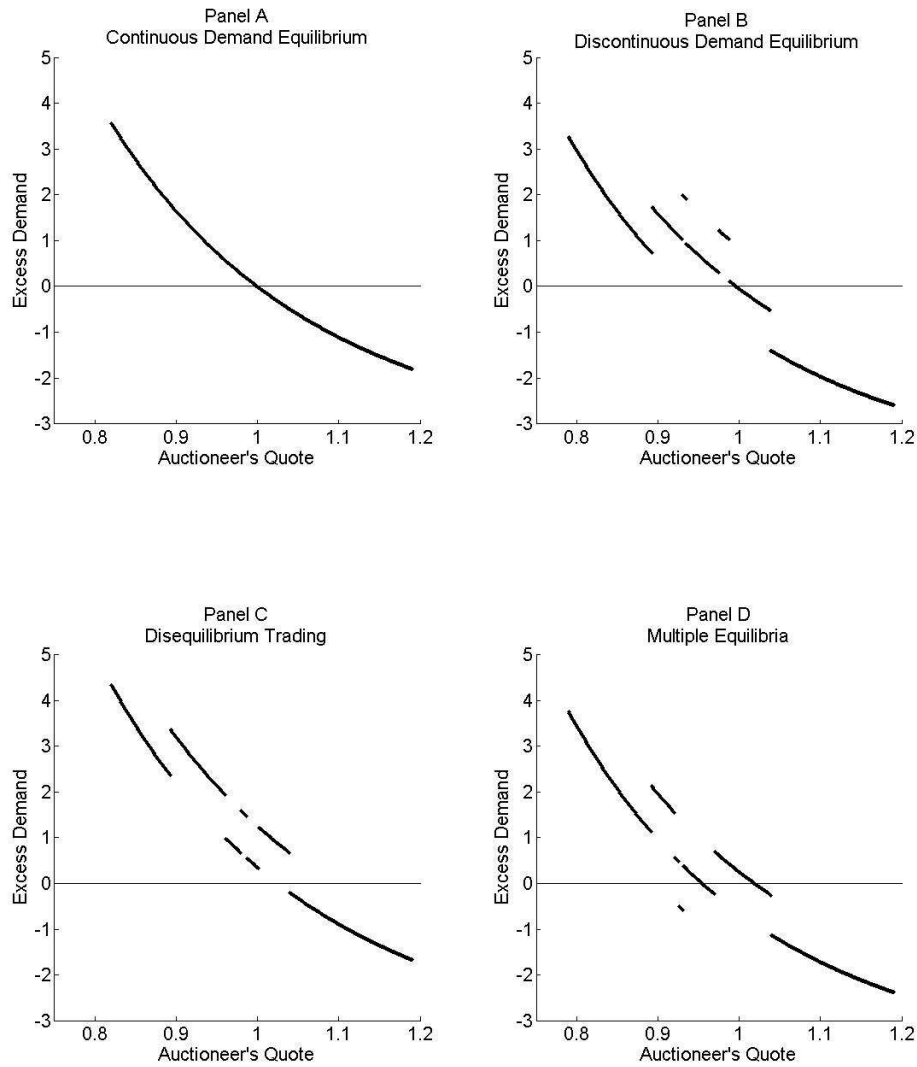 Panel A
Continuous Demand Equilibrium
5
4
3
2
1
0
-1
-2
-3
Excess Demand
0.8 0.9 1 1.1 1.2
Auctioneer's Quote
Panel B
Discontinuous Demand Equilibrium
5
4
3
2
1
0
-1
-2
-3
Excess Demand
0.8 0.9 1 1.1 1.2
Auctioneer's Quote
Panel C
Disequilibrium Trading
5
4
3
2
1
0
-1
-2
-3
Excess Demand
0.8 0.9 1 1.1 1.2
Auctioneer's Quote
Panel D
Multiple Equilibria
5
4
3
2
1
0
-1
-2
-3
Excess Demand
0.8 0.9 1 1.1 1.2
Auctioneer's Quote